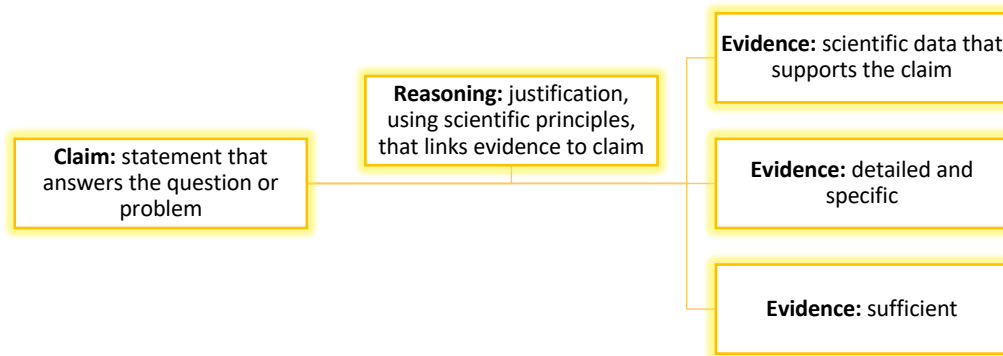 Claim: statement that
answers the question or
problem
Reasoning: justification,
using scientific principles,
that links evidence to claim
Evidence: scientific data that
supports the claim
Evidence: detailed and
specific
Evidence: sufficient